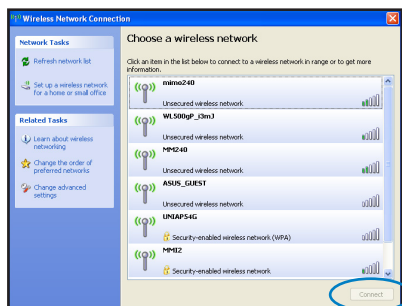 Wireless Network Connection
Network Tasks
Refresh network list
Set up a wireless network
for a home or small office
Related Tasks
Learn about wireless
networking
Change the order of
preferred networks
Change advanced
settings
Choose a wireless network
Click an item in the list below to connect to a wireless network in range or to get more
information.
mimo240
Unsecured wireless network
WL500gP_i3mJ
Unsecured wireless network
MM240
Unsecured wireless network
ASUS_GUEST
Unsecured wireless network
UNIAP54G
Security-enabled wireless network (WPA)
MMI2
Security-enabled wireless network
Connect